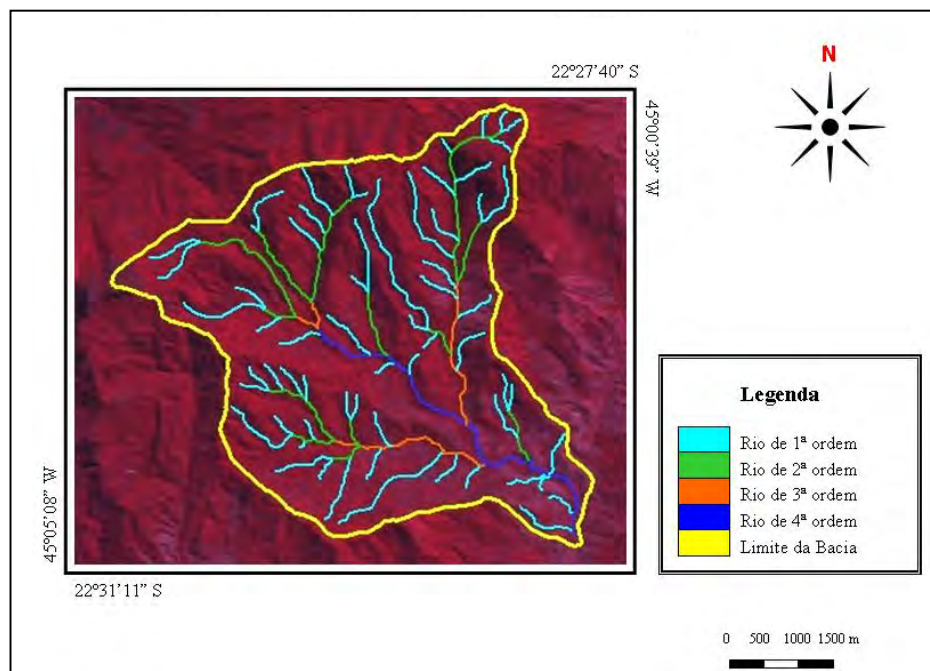 N
22º27'40" S
45º00'39" W
Legenda
Rio de 1ª ordem
Rio de 2ª ordem
Rio de 3ª ordem
Rio de 4ª ordem
Limite da Bacia
45º05'08" W
22º31'11" S
0 500 1000 1500 m